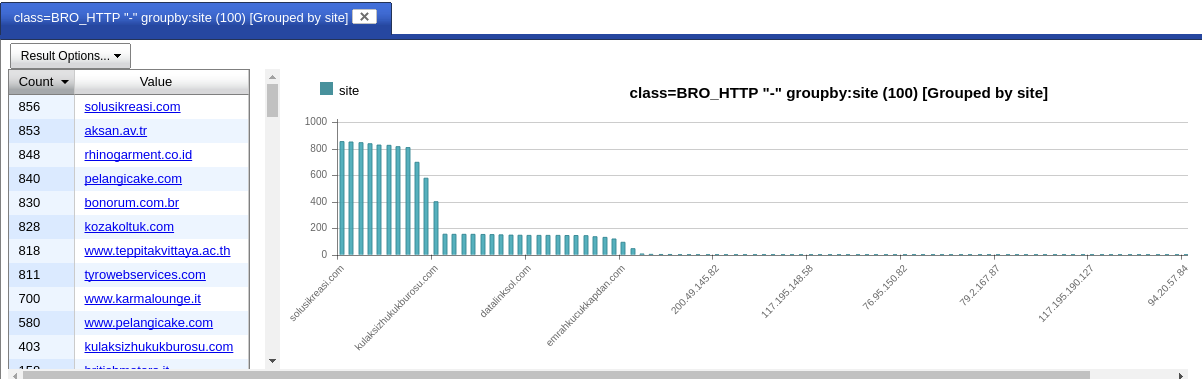 class=BRO_HTTP "-" groupby:site (100) [Grouped by site]
Result Options...
Count Value
856 solusikreasi.com
853 aksan.av.tr
848 rhinogarment.co.id
840 pelangicake.com
830 bonorum.com.br
828 kozakoltuk.com
818 www.teppitakvittaya.ac.th
811 tyrowebservices.com
700 www.karmalounge.it
580 www.pelangicake.com
403 kulaksizhukukburosu.com
site
class=BRO_HTTP "-" groupby:site (100) [Grouped by site]
1000
800
600
400
200
0
solusikreasi.com
kulaksizhukukburosu.com
datalinksol.com
emrahkucukkapdan.com
200.49.145.82
117.195.148.58
76.95.150.82
79.2.167.87
117.195.190.127
94.20.57.84